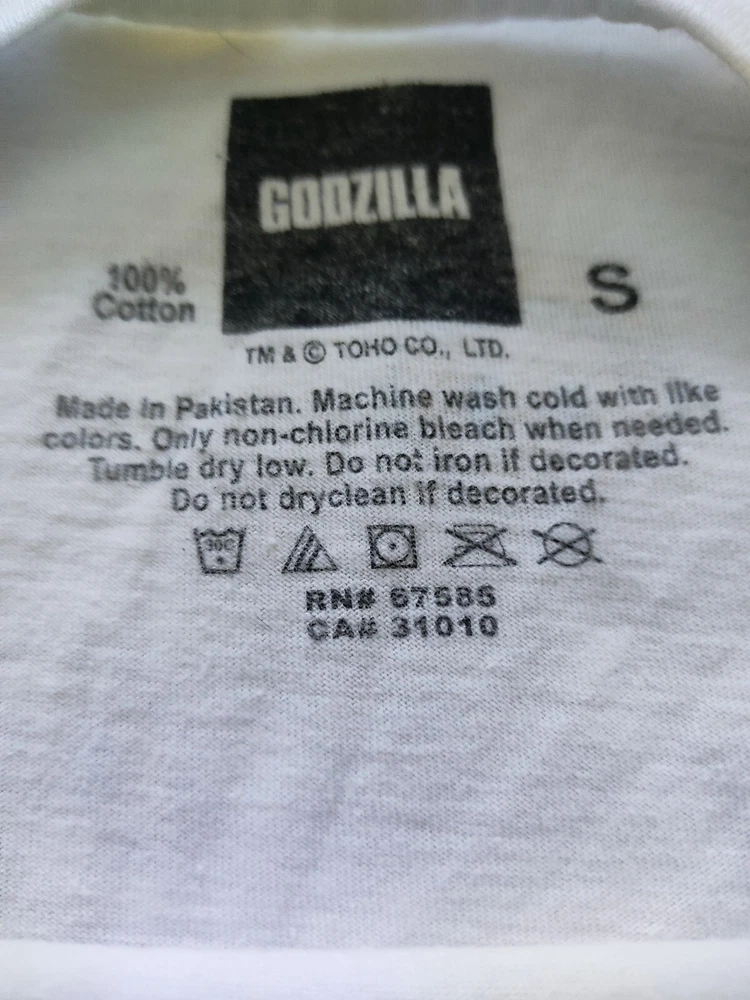 GODZILLA
100%
Cotton
S
TM & © TOHO CO., LTD.
Made in Pakistan. Machine wash cold with like
colors. Only non-chlorine bleach when needed.
Tumble dry low. Do not iron if decorated.
Do not dryclean if decorated.
30C
RN# 67585
CA# 31010